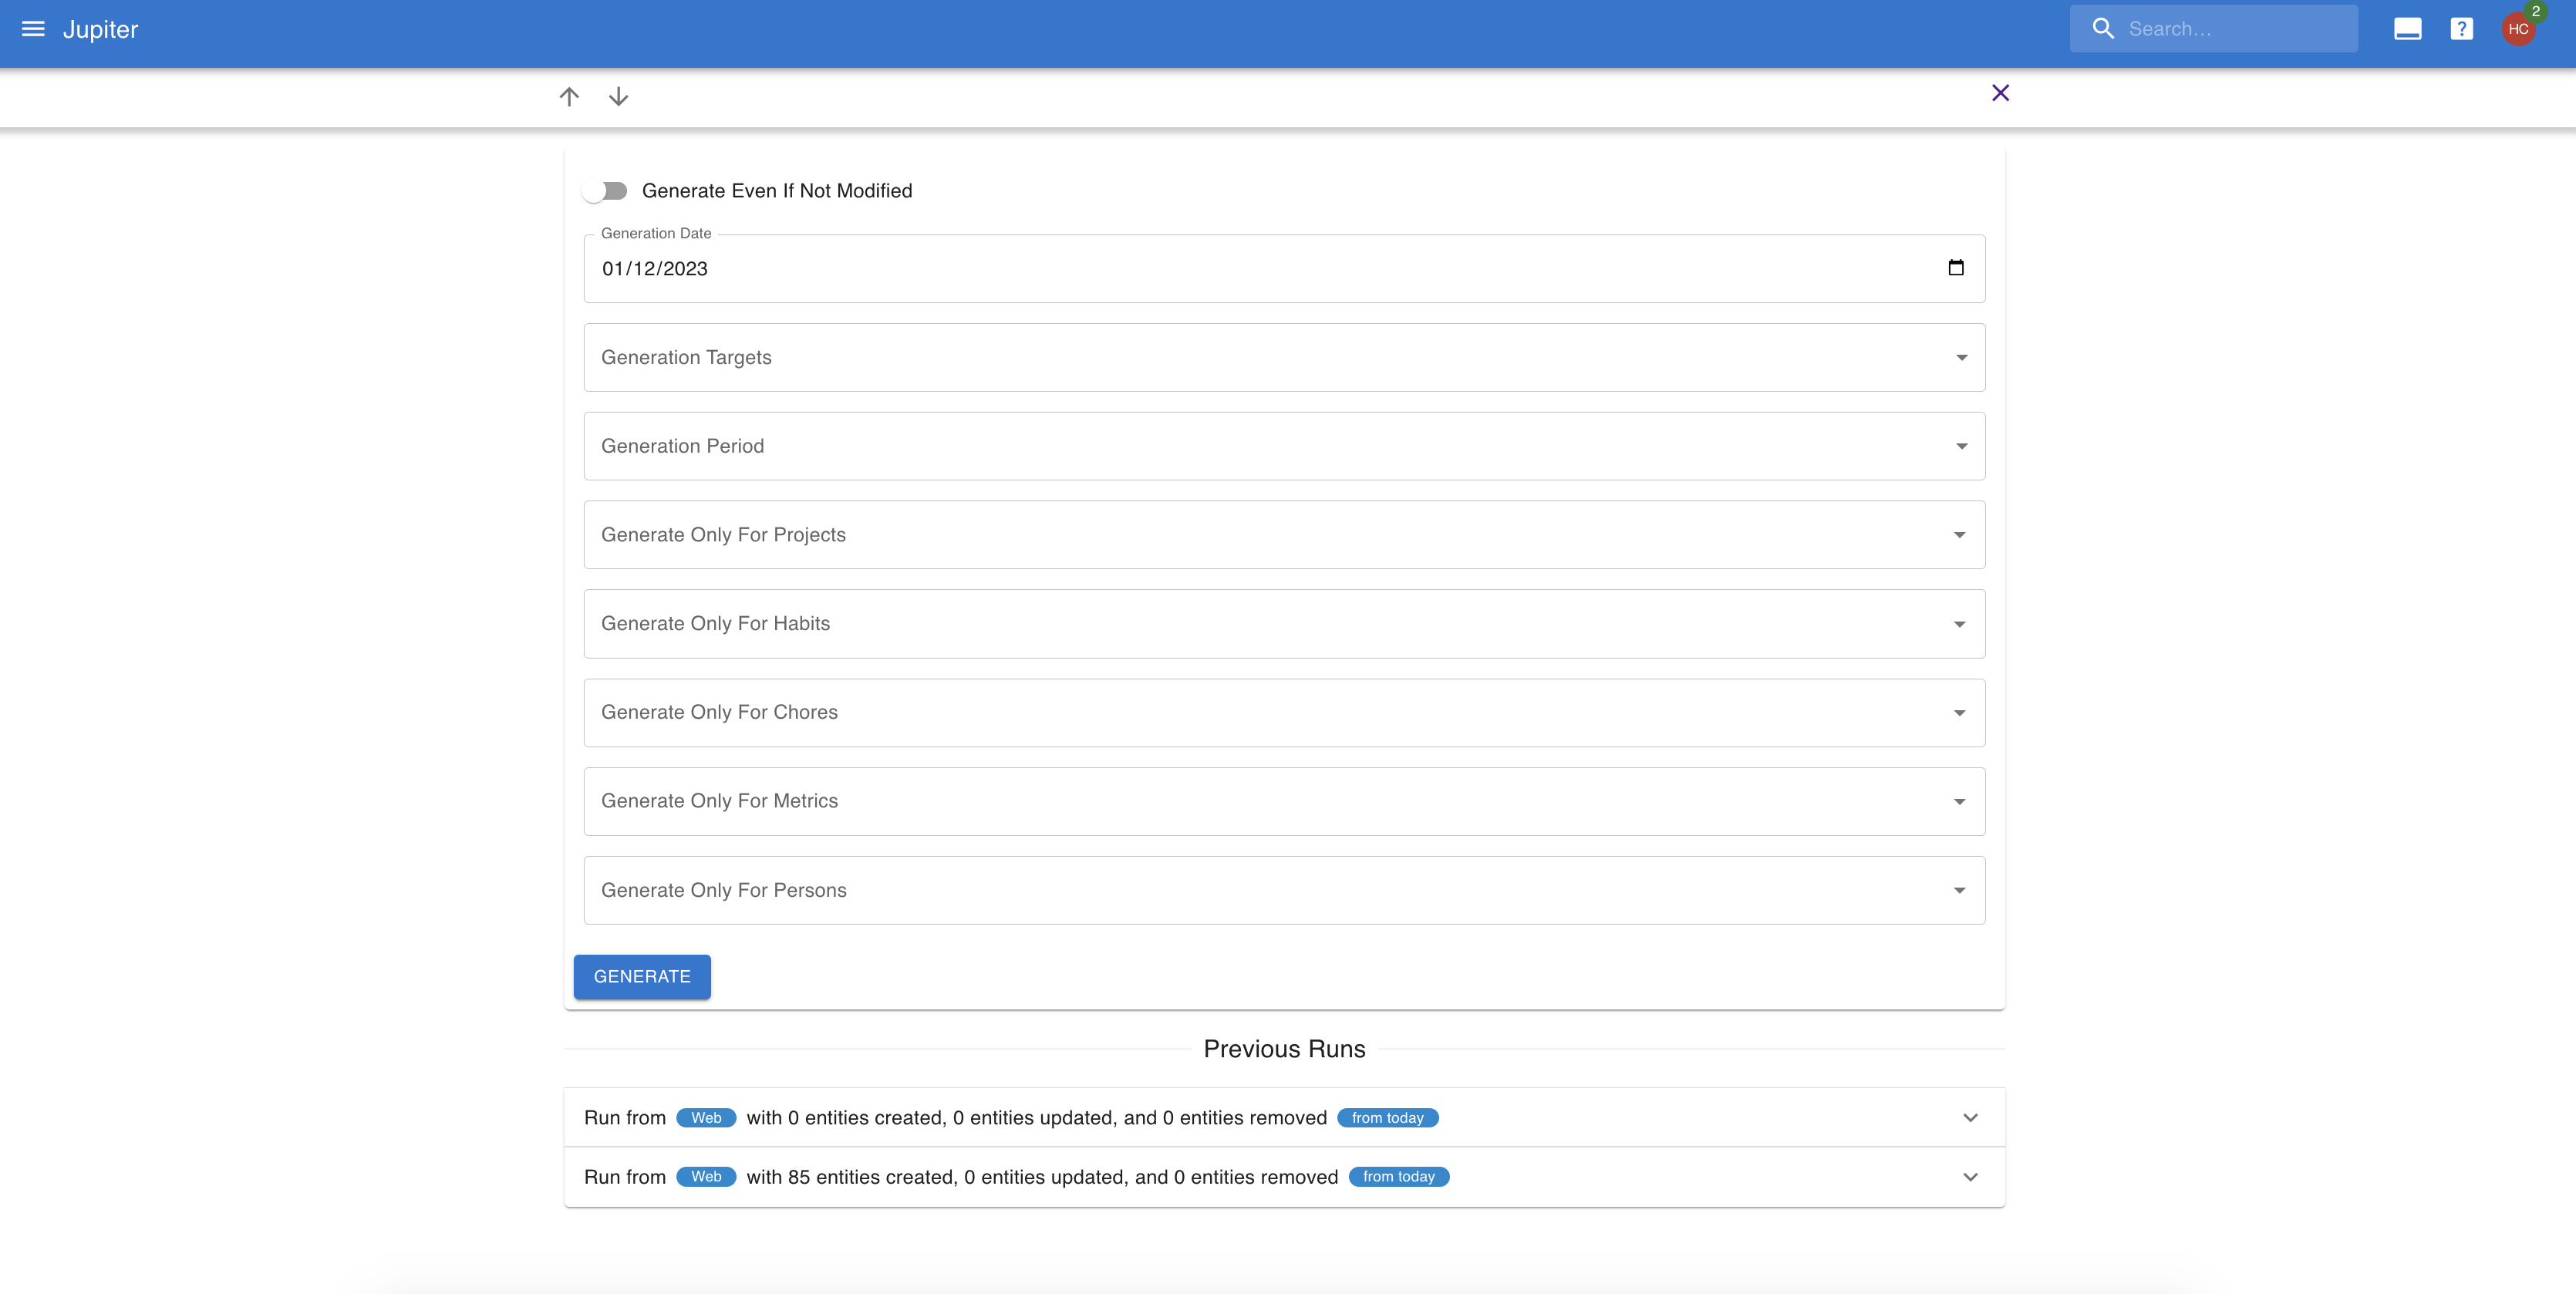 Jupiter
Search...
?
HC
2
Generate Even If Not Modified
Generation Date
01/12/2023
Generation Targets
Generation Period
Generate Only For Projects
Generate Only For Habits
Generate Only For Chores
Generate Only For Metrics
Generate Only For Persons
GENERATE
Previous Runs
Run from Web with 0 entities created, 0 entities updated, and 0 entities removed from today
Run from Web with 85 entities created, 0 entities updated, and 0 entities removed from today